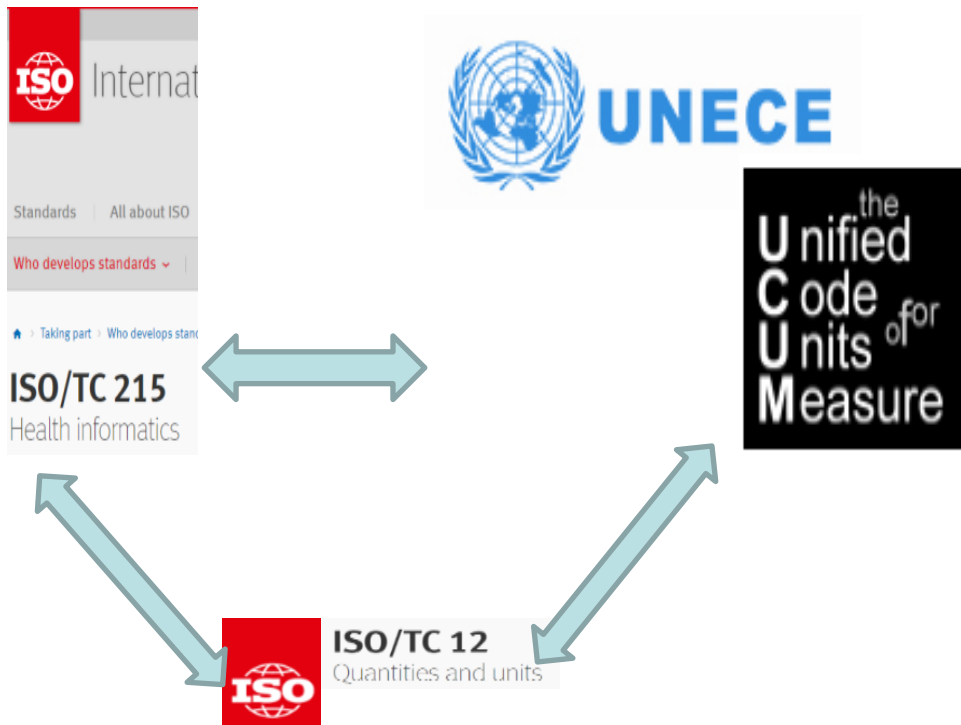 ISO Internat
Standards All about ISO
Who develops standards
Taking part > Who develops stan
ISO/TC 215
Health informatics
UNECE
the
Unified
Code for
Units of
Measure
ISO
ISO/TC 12
Quantities and units